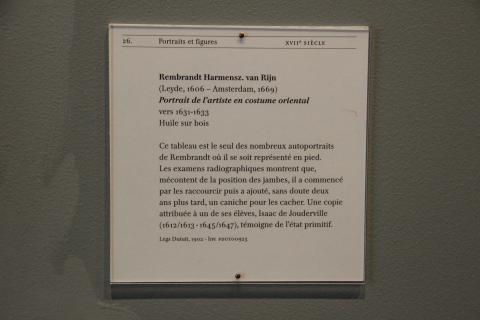 26. Portraits et figures XVIIe SIÈCLE
Rembrandt Harmensz. van Rijn
(Leyde, 1606 – Amsterdam, 1669)
Portrait de l'artiste en costume oriental
vers 1631-1633
Huile sur bois
Ce tableau est le seul des nombreux autoportraits
de Rembrandt où il se soit représenté en pied.
Les examens radiographiques montrent que,
mécontent de la position des jambes, il a commencé
par les raccourcir puis a ajouté, sans doute deux
ans plus tard, un caniche pour les cacher. Une copie
attribuée à un de ses élèves, Isaac de Jouderville
(1612/1613 - 1645/1647), témoigne de l'état primitif.
Legs Dutuit, 1902 - Inv. PDUT00925